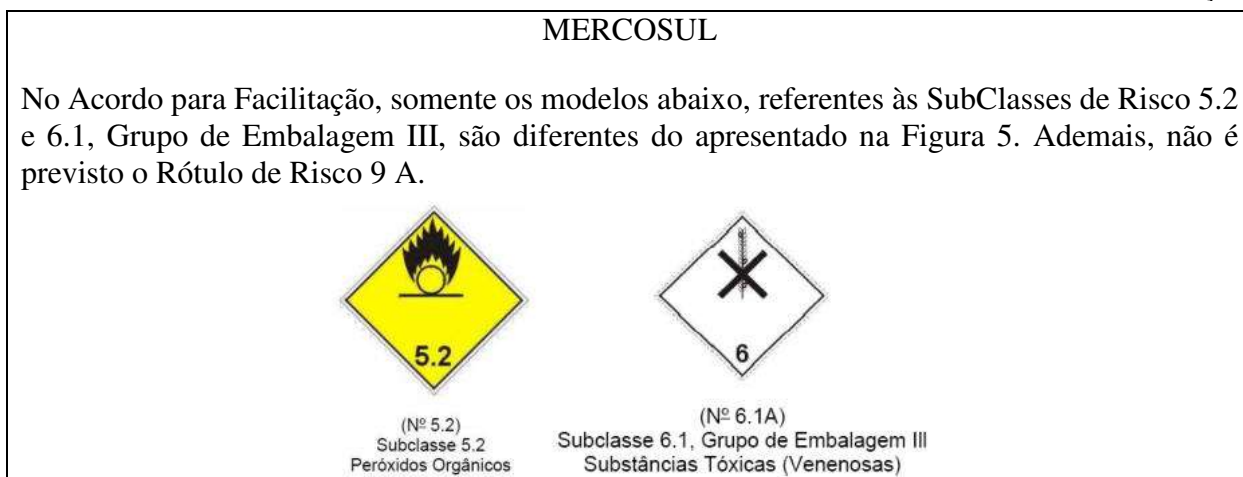 MERCOSUL
No Acordo para Facilitação, somente os modelos abaixo, referentes às SubClasses de Risco 5.2
e 6.1, Grupo de Embalagem III, são diferentes do apresentado na Figura 5. Ademais, não é
previsto o Rótulo de Risco 9 A.
5.2
6
(Nº 5.2)
Subclasse 5.2
Peróxidos Orgânicos
(Nº 6.1A)
Subclasse 6.1, Grupo de Embalagem III
Substâncias Tóxicas (Venenosas)